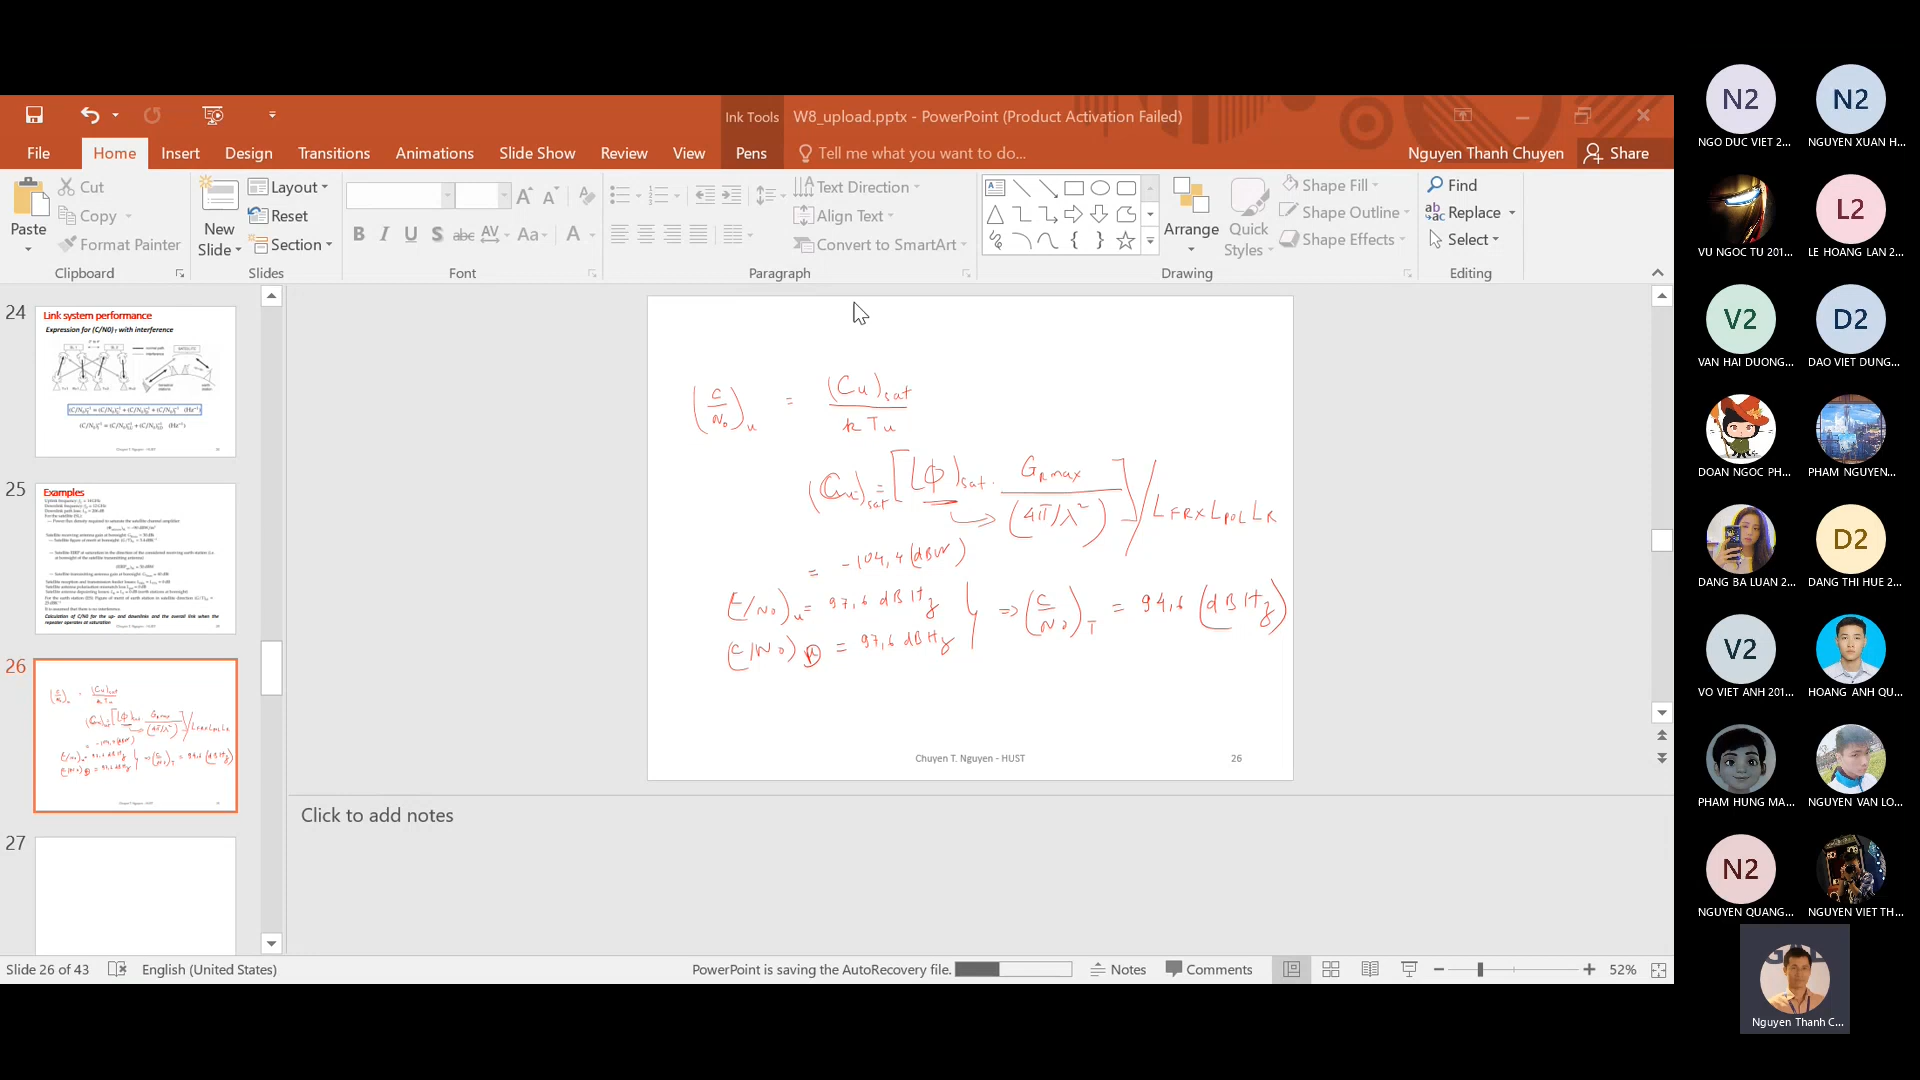 Ink Tools
W8_upload.pptx - PowerPoint (Product Activation Failed)
File Home Insert Design Transitions Animations Slide Show Review View Pens Tell me what you want to do...
Nguyen Thanh Chuyen Share
Paste Cut Copy Format Painter
Clipboard
New Slide Layout Reset Section
Slides
Font
Text Direction
Align Text
Convert to SmartArt
Paragraph
Arrange Quick Styles
Shape Fill
Shape Outline
Shape Effects
Drawing
Find
Replace
Select
Editing
24
Link system performance
Expression for (C/N0)T with interference
25
Examples
26
27
(C/N₀)u = (Cu)sat / k Tu
(Cu)sat = [(Φ)sat . GRmax / (4π/λ²)] / LFRX LPOL LR
= -104,4 (dBW)
(C/N₀)u = 97,6 dBHz
(C/N₀)D = 97,6 dBHz
=> (C/N₀)T = 94,6 (dBHz)
Chuyen T. Nguyen - HUST 26
Click to add notes
Slide 26 of 43 English (United States) PowerPoint is saving the AutoRecovery file. Notes Comments 52%
N2 N2
NGO DUC VIET 2... NGUYEN XUAN H...
L2
VU NGOC TU 201... LE HOANG LAN 2...
V2 D2
VAN HAI DUONG... DAO VIET DUNG...
DOAN NGOC PH... PHAM NGUYEN...
D2
DANG BA LUAN 2... DANG THI HUE 2...
V2
VO VIET ANH 201... HOANG ANH QU...
PHAM HUNG MA... NGUYEN VAN LO...
N2
NGUYEN QUANG... NGUYEN VIET TH...
Nguyen Thanh C...